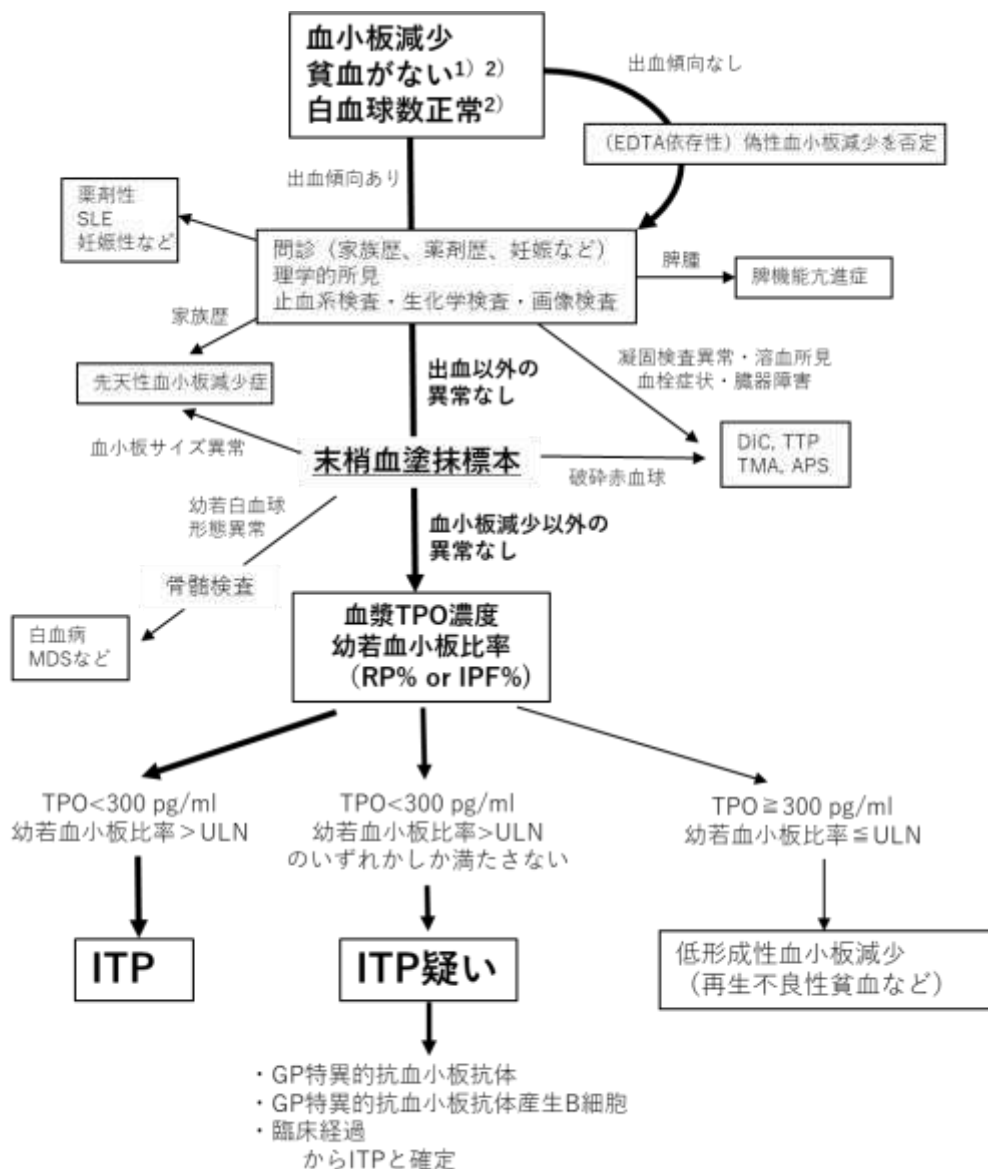 血小板減少
貧血がない1) 2)
白血球数正常2)
出血傾向なし
(EDTA依存性)偽性血小板減少を否定
出血傾向あり
薬剤性
SLE
妊娠性など
問診(家族歴、薬剤歴、妊娠など)
理学的所見
止血系検査・生化学検査・画像検査
脾腫
脾機能亢進症
家族歴
先天性血小板減少症
出血以外の
異常なし
凝固検査異常・溶血所見
血栓症状・臓器障害
血小板サイズ異常
末梢血塗抹標本
破砕赤血球
DIC, TTP
TMA, APS
幼若白血球
形態異常
血小板減少以外の
異常なし
骨髄検査
白血病
MDSなど
血漿TPO濃度
幼若血小板比率
(RP% or IPF%)
TPO<300 pg/ml
幼若血小板比率>ULN
TPO<300 pg/ml
幼若血小板比率>ULN
のいずれかしか満たさない
TPO≧300 pg/ml
幼若血小板比率≦ULN
ITP
ITP疑い
低形成性血小板減少
(再生不良性貧血など)
・GP特異的抗血小板抗体
・GP特異的抗血小板抗体産生B細胞
・臨床経過
からITPと確定